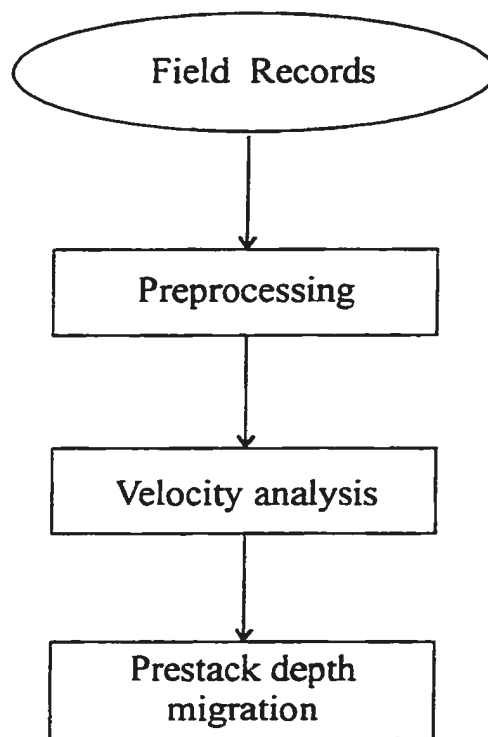 Field Records
Preprocessing
Velocity analysis
Prestack depth
migration